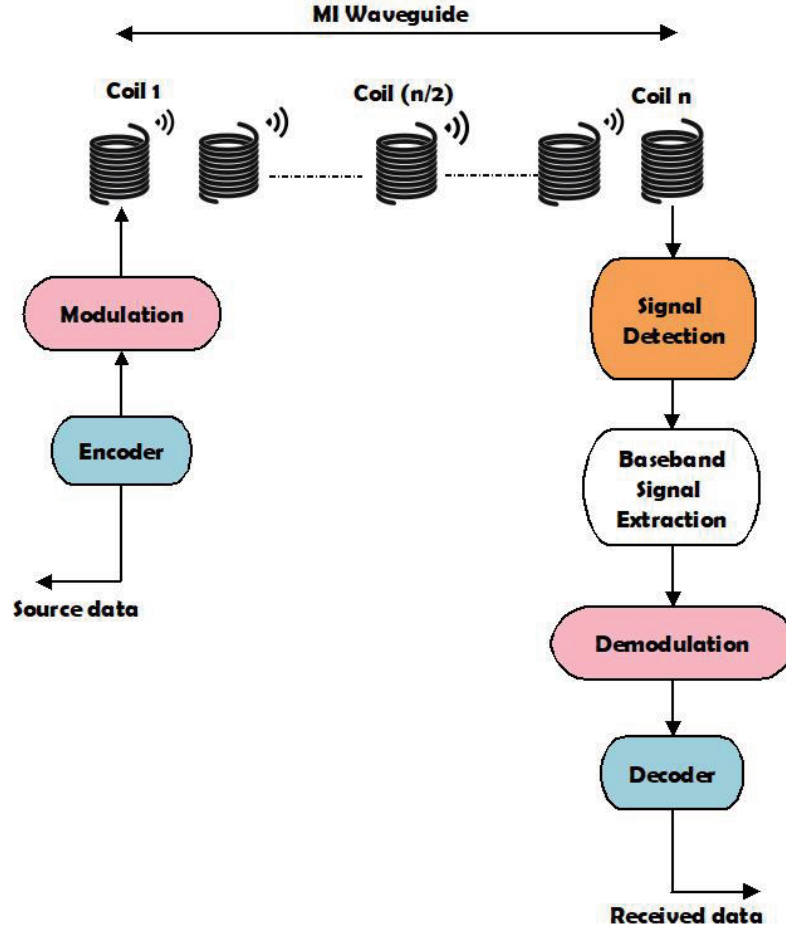 MI Waveguide
Coil 1
Coil (n/2)
Coil n
Modulation
Encoder
Source data
Signal
Detection
Baseband
Signal
Extraction
Demodulation
Decoder
Received data